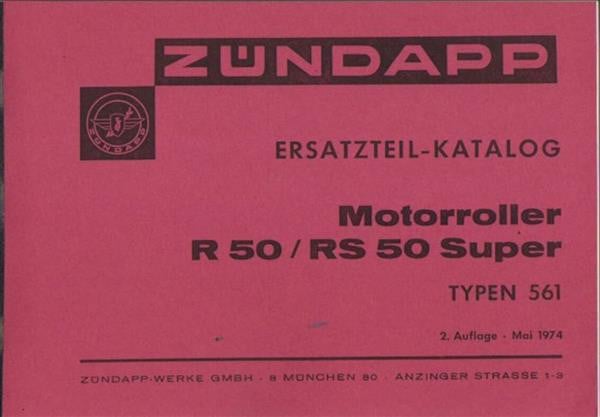 ZÜNDAPP
ZÜNDAPP
ERSATZTEIL-KATALOG
Motorroller
R 50 / RS 50 Super
TYPEN 561
2. Auflage · Mai 1974
ZÜNDAPP-WERKE GMBH · 8 MÜNCHEN 80 · ANZINGER STRASSE 1-3